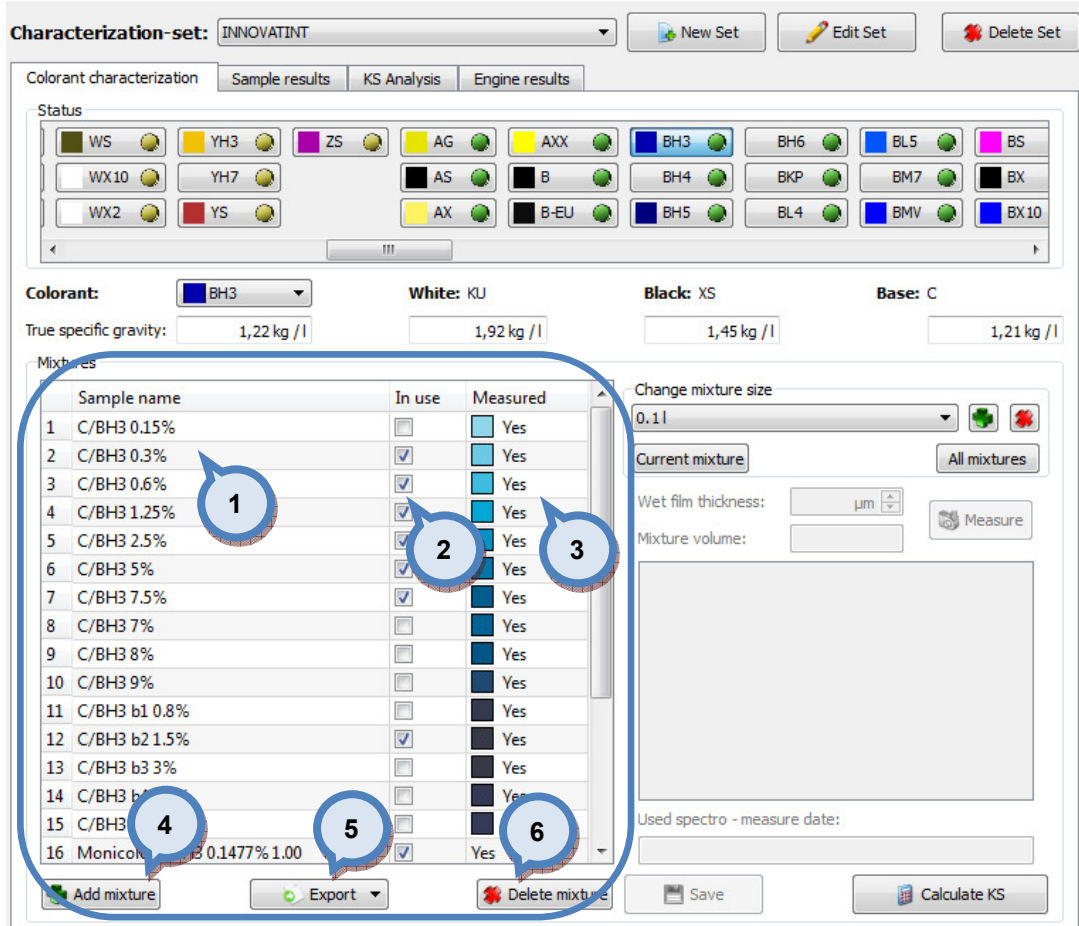 Characterization-set: INNOVATINT New Set Edit Set Delete Set
Colorant characterization Sample results KS Analysis Engine results
Status
WS YH3 ZS AG AXX BH3 BH6 BL5 BS
WX10 YH7 AS B BH4 BKP BM7 BX
WX2 YS AX B-EU BH5 BL4 BMV BX10
Colorant: BH3 White: KU Black: XS Base: C
True specific gravity: 1,22 kg / l 1,92 kg / l 1,45 kg / l 1,21 kg / l
Mixtures
Sample name In use Measured
1 C/BH3 0.15% Yes
2 C/BH3 0.3% Yes
3 C/BH3 0.6% Yes
4 C/BH3 1.25% Yes
5 C/BH3 2.5% Yes
6 C/BH3 5% Yes
7 C/BH3 7.5% Yes
8 C/BH3 7% Yes
9 C/BH3 8% Yes
10 C/BH3 9% Yes
11 C/BH3 b1 0.8% Yes
12 C/BH3 b2 1.5% Yes
13 C/BH3 b3 3% Yes
14 C/BH3 Yes
15 C/BH3
16 0.1477% 1.00 Yes
1
2
3
4
5
6
Add mixture Export Delete mixture
Change mixture size
0.1 l
Current mixture All mixtures
Wet film thickness: µm Measure
Mixture volume:
Used spectro - measure date:
Save Calculate KS